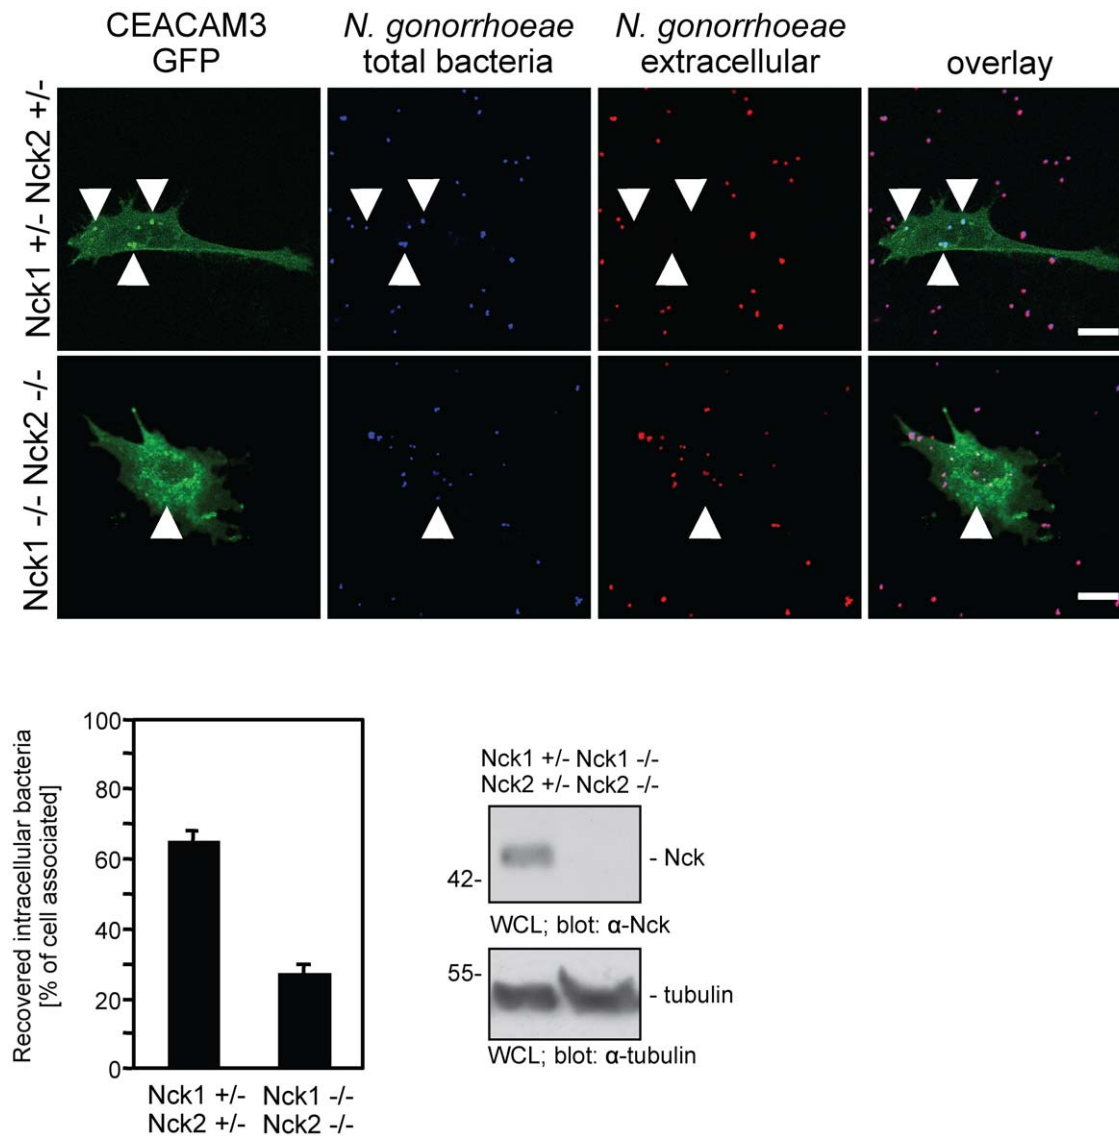 CEACAM3
GFP
N. gonorrhoeae
total bacteria
N. gonorrhoeae
extracellular
overlay
Nck1 +/- Nck2 +/-
Nck1 -/- Nck2 -/-
Recovered intracellular bacteria
[% of cell associated]
100
80
60
40
20
0
Nck1 +/- Nck1 -/-
Nck2 +/- Nck2 -/-
Nck1 +/- Nck1 -/-
Nck2 +/- Nck2 -/-
42-
- Nck
WCL; blot: α-Nck
55-
- tubulin
WCL; blot: α-tubulin